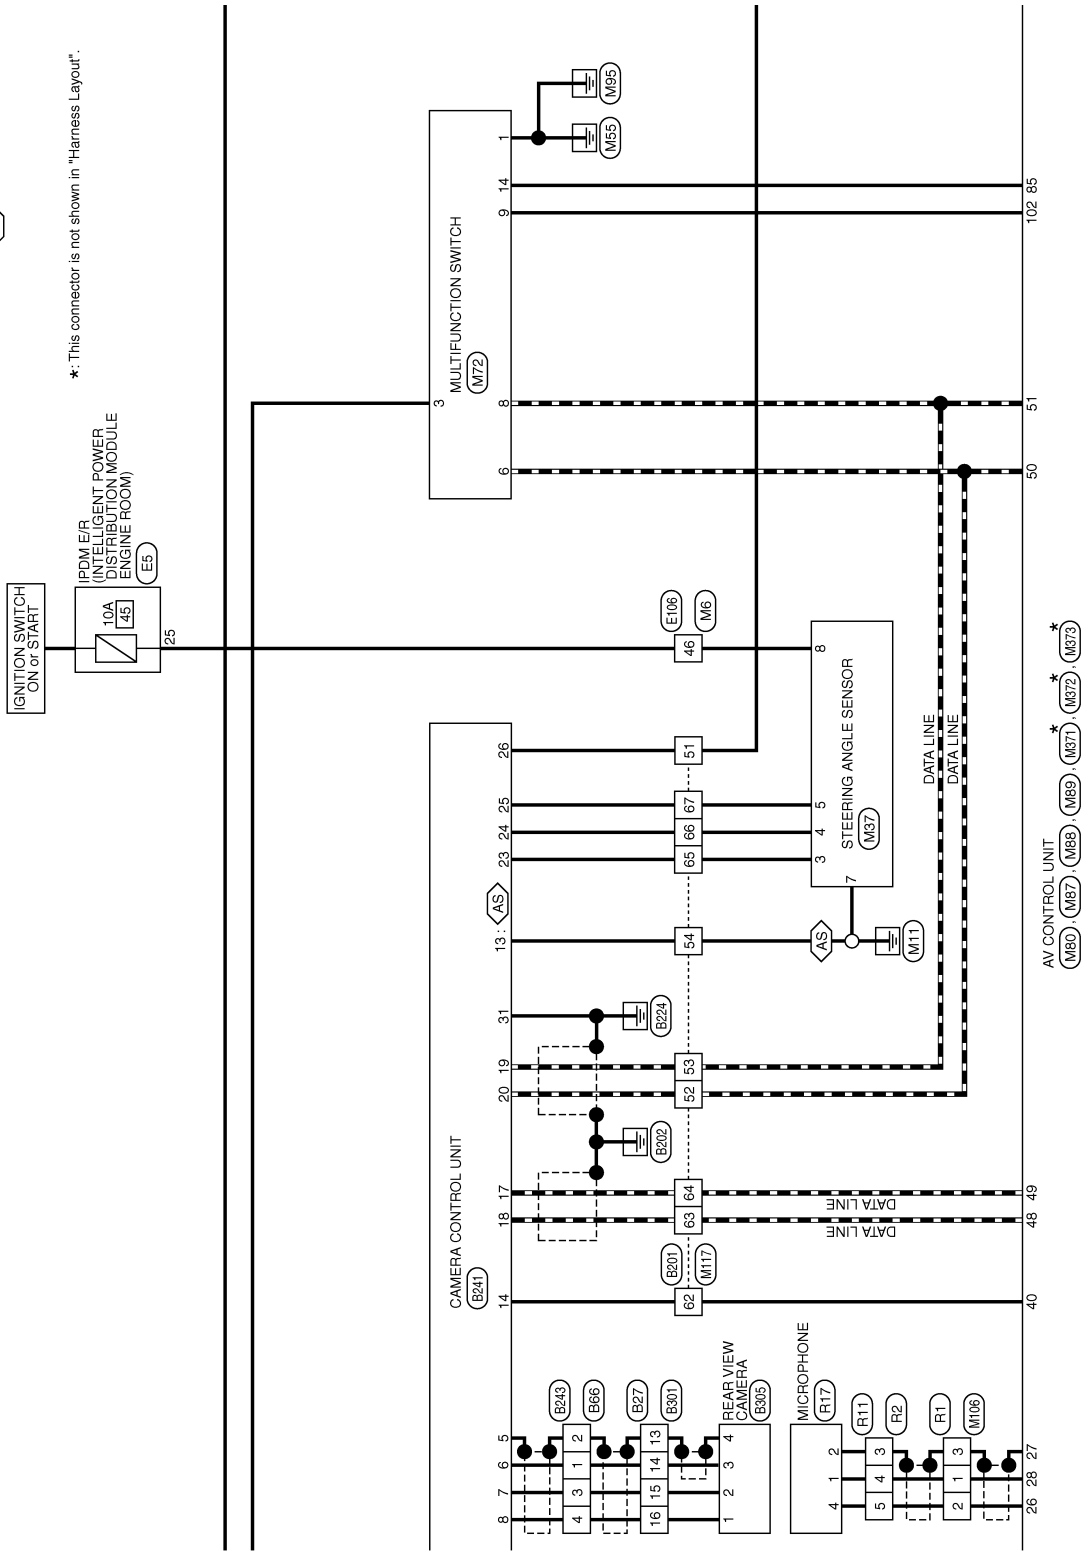 *: This connector is not shown in "Harness Layout".
IGNITION SWITCH
ON or START
IPDM E/R
(INTELLIGENT POWER
DISTRIBUTION MODULE
ENGINE ROOM)
E5
10A
45
25
MULTIFUNCTION SWITCH
M72
3
6
8
9
14
1
M55
M95
CAMERA CONTROL UNIT
B241
8
7
6
5
14
18
17
20
19
31
13 :
AS
23
24
25
26
B224
B202
B201
M117
62
63
64
52
53
54
65
66
67
51
E106
M6
46
STEERING ANGLE SENSOR
M37
7
3
4
5
8
AS
M11
DATA LINE
DATA LINE
DATA LINE
DATA LINE
B243
B66
4
3
1
2
B27
B301
16
15
14
13
REAR VIEW
CAMERA
B305
1
2
3
4
MICROPHONE
R17
4
1
2
R11
R2
5
4
3
R1
M106
2
1
3
26
28
27
40
48
49
50
51
102
85
AV CONTROL UNIT
M80 , M87 , M88 , M89 , M371 * , M372 * , M373 *